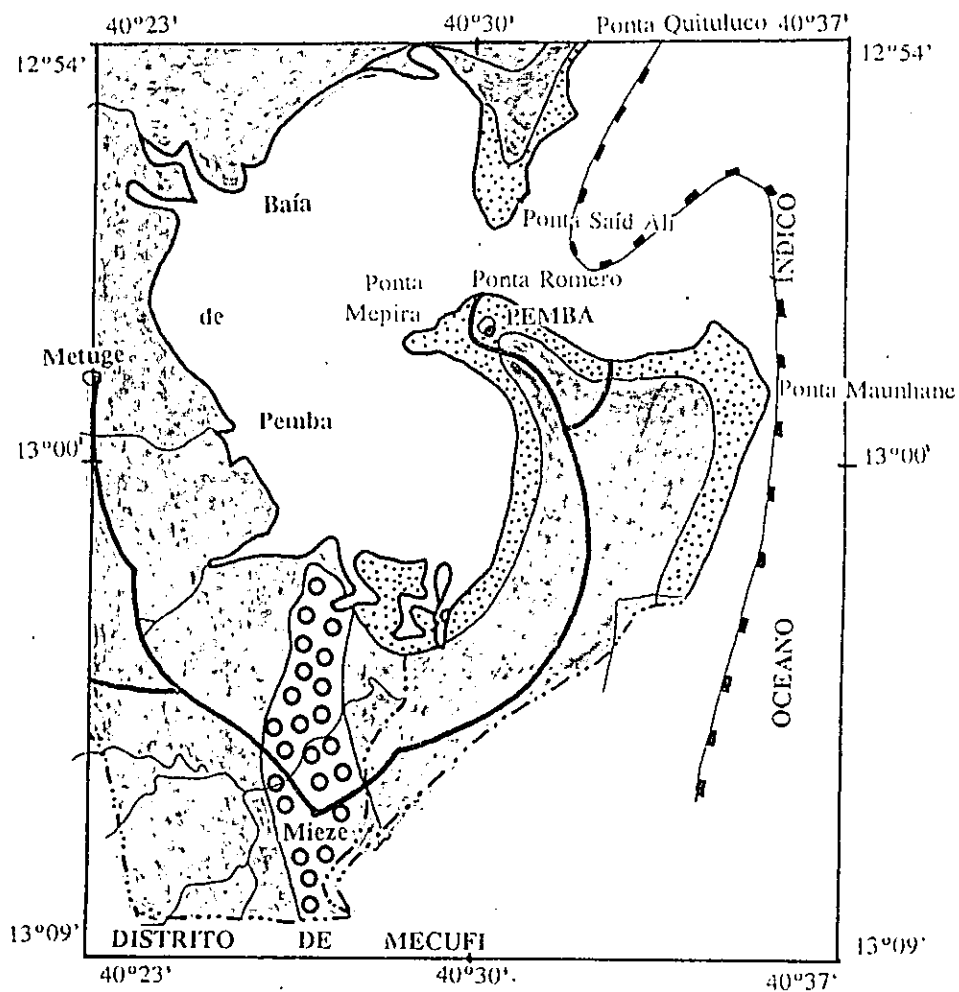 40°23' 40°30' Ponta Quituluco 40°37'
12°54' 12°54'
Baía
Ponta Saíd Ali
INDICO
Ponta Ponta Romero
de Mepira PEMBA
Metuge
Ponta Maunhane
Pemba
13°00' 13°00'
OCEANO
Mieze
13°09' DISTRITO DE MECUFI 13°09'
40°23' 40°30' 40°37'